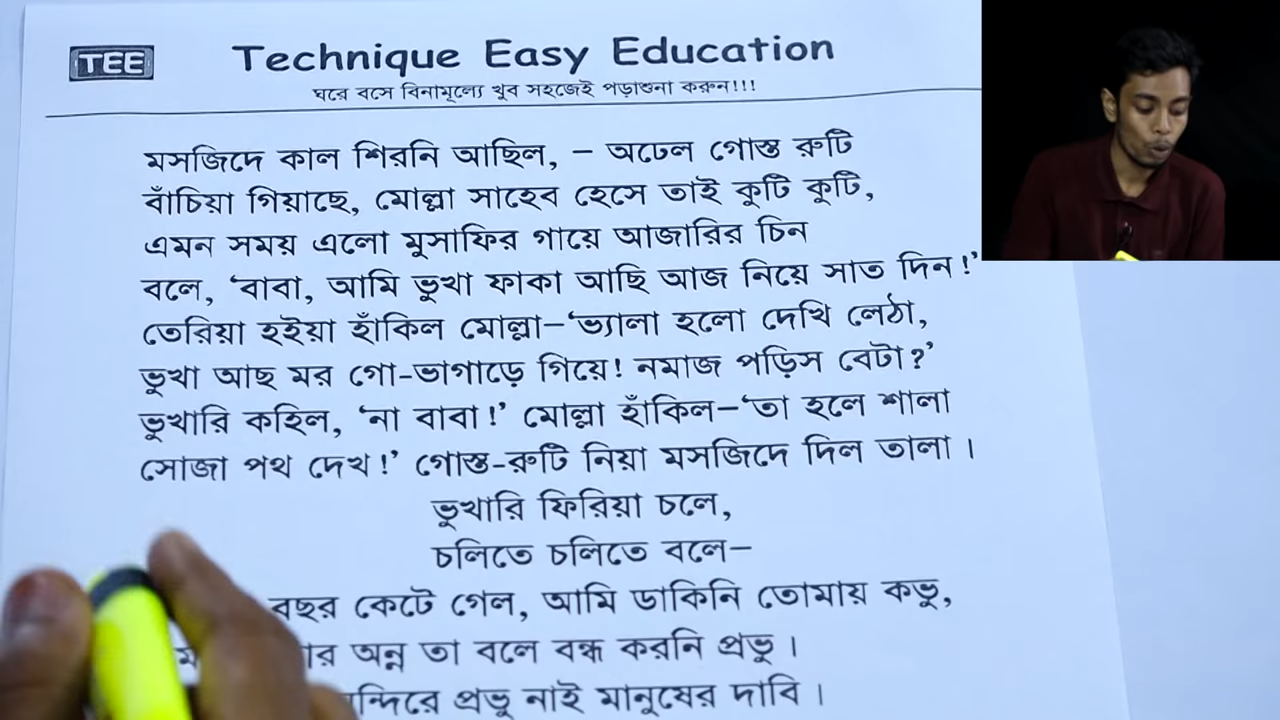 TEE Technique Easy Education
ঘরে বসে বিনামূল্যে খুব সহজেই পড়াশুনা করুন!!!
মসজিদে কাল শিরনি আছিল, – অঢেল গোস্ত রুটি
বাঁচিয়া গিয়াছে, মোল্লা সাহেব হেসে তাই কুটি কুটি,
এমন সময় এলো মুসাফির গায়ে আজারির চিন
বলে, ‘বাবা, আমি ভুখা ফাকা আছি আজ নিয়ে সাত দিন!’
তেরিয়া হইয়া হাঁকিল মোল্লা–‘ভ্যালা হলো দেখি লেঠা,
ভুখা আছ মর গো-ভাগাড়ে গিয়ে! নমাজ পড়িস বেটা?’
ভুখারি কহিল, ‘না বাবা!’ মোল্লা হাঁকিল–‘তা হলে শালা
সোজা পথ দেখ!’ গোস্ত-রুটি নিয়া মসজিদে দিল তালা।
ভুখারি ফিরিয়া চলে,
চলিতে চলিতে বলে–
বছর কেটে গেল, আমি ডাকিনি তোমায় কভু,
অন্ন তা বলে বন্ধ করনি প্রভু।
প্রভু নাই মানুষের দাবি।